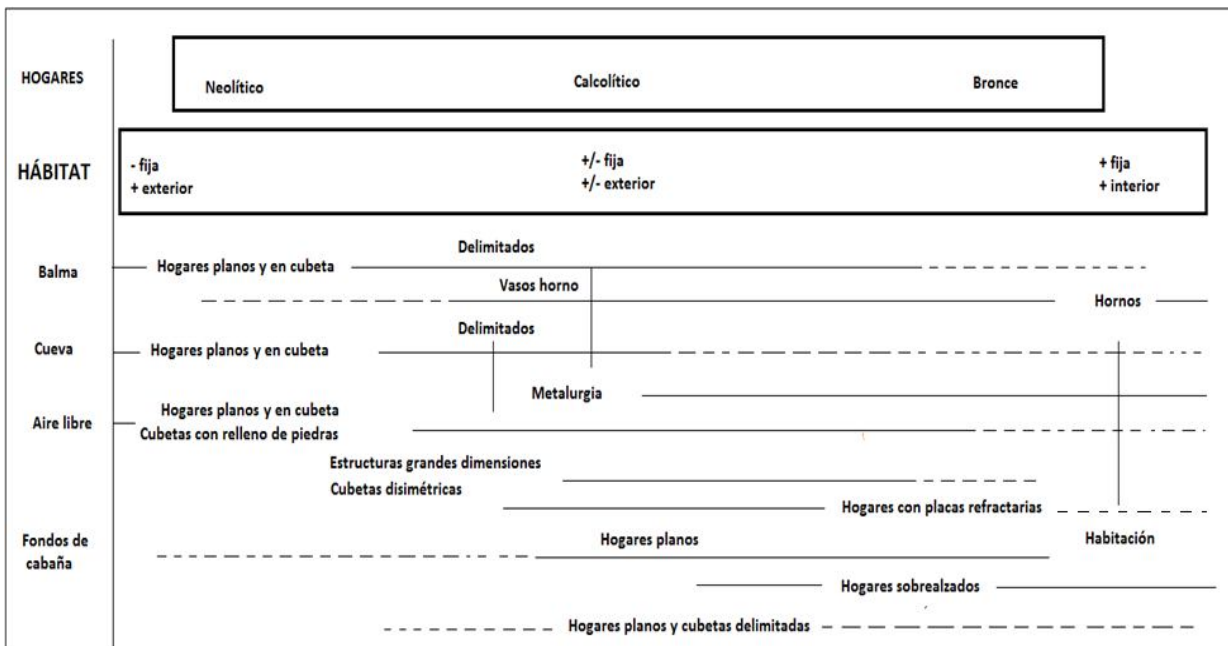 HOGARES
Neolítico
Calcolítico
Bronce
HÁBITAT
- fija
+ exterior
+/- fija
+/- exterior
+ fija
+ interior
Delimitados
Balma
Hogares planos y en cubeta
Vasos horno
Hornos
Delimitados
Cueva
Hogares planos y en cubeta
Metalurgia
Hogares planos y en cubeta
Aire libre
Cubetas con relleno de piedras
Estructuras grandes dimensiones
Cubetas disimétricas
Hogares con placas refractarias
Fondos de
cabaña
Hogares planos
Habitación
Hogares sobrealzados
Hogares planos y cubetas delimitadas